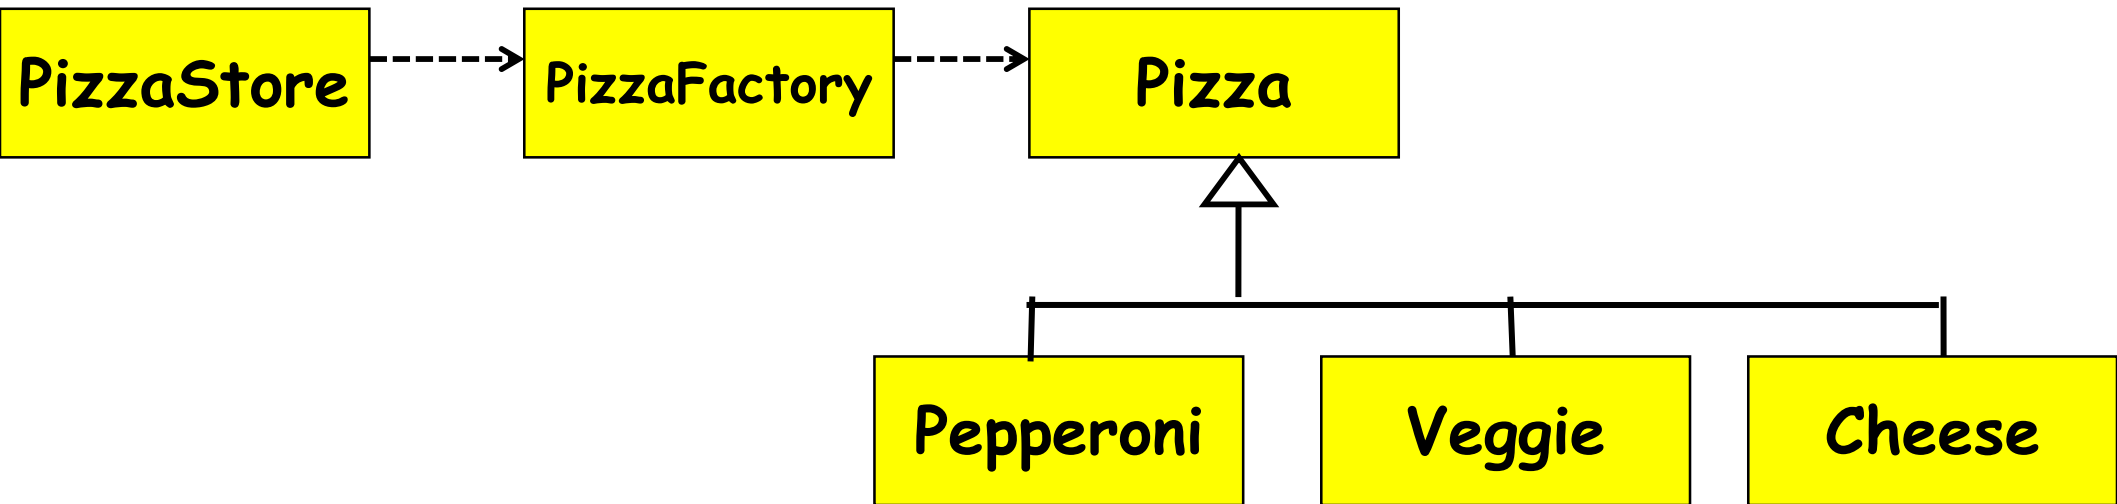 PizzaStore
PizzaFactory
Pizza
Pepperoni
Veggie
Cheese